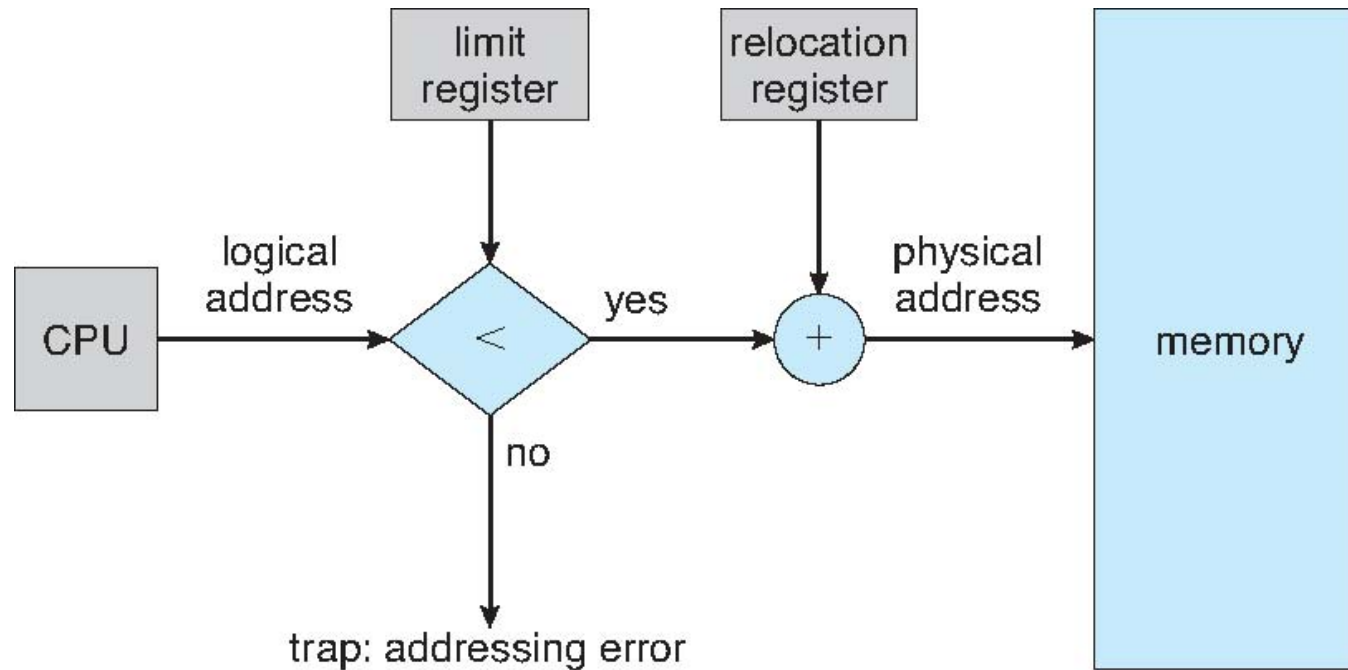 limit
register
relocation
register
logical
address
physical
address
CPU
<
yes
+
memory
no
trap: addressing error